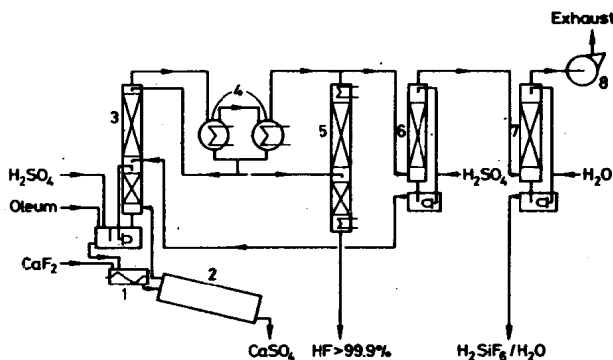 Exhaust
8
4
3
5
6
7
H₂SO₄
H₂SO₄
H₂O
Oleum
CaF₂
1
2
CaSO₄
HF>99.9%
H₂SiF₆/H₂O